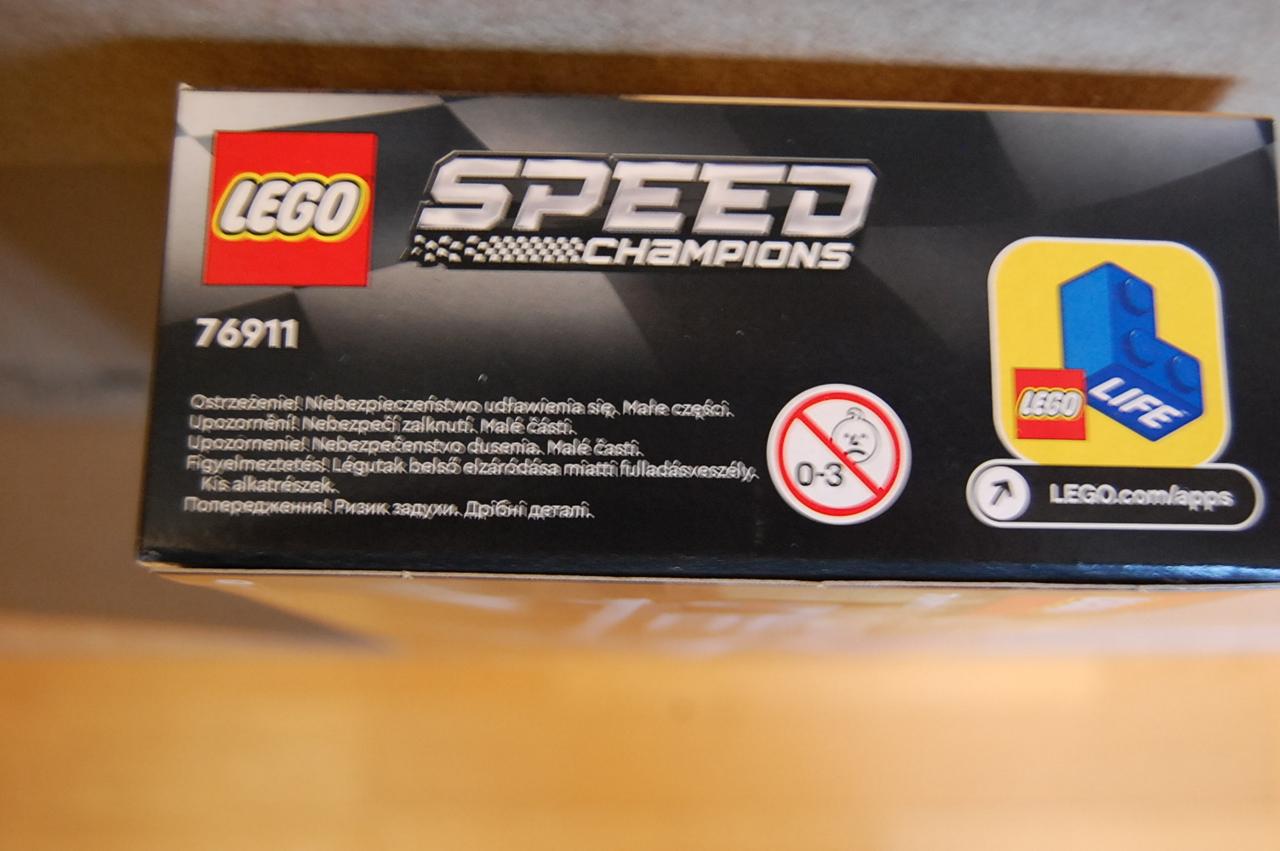 LEGO
SPEED
CHAMPIONS
76911
Ostrzeżenie! Niebezpieczeństwo udławienia się. Małe części.
Upozornění! Nebezpečí zalknutí. Malé části.
Upozornenie! Nebezpečenstvo dusenia. Malé časti.
Figyelmeztetés! Légutak belső elzáródása miatti fulladásveszély.
Kis alkatrészek.
Попередження! Ризик задухи. Дрібні деталі.
0-3
LEGO
LIFE
LEGO.com/apps